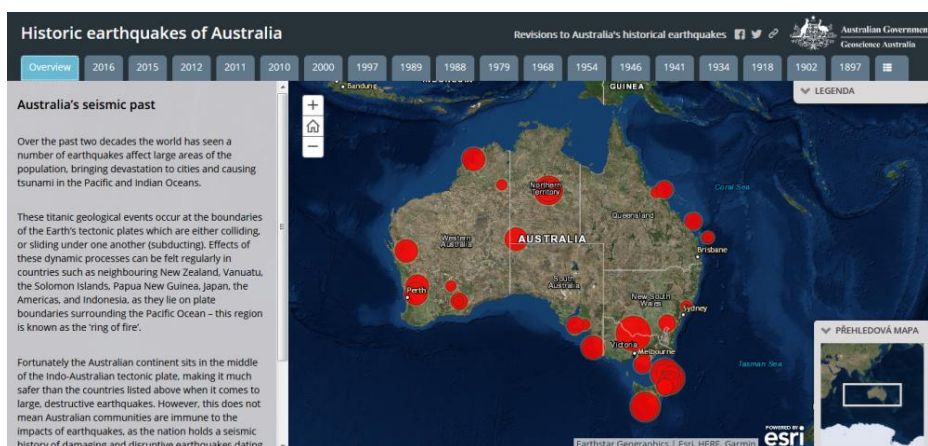 Historic earthquakes of Australia
Revisions to Australia's historical earthquakes
Australian Governmen
Geoscience Australia
Overview 2016 2015 2012 2011 2010 2000 1997 1989 1988 1979 1968 1954 1946 1941 1934 1918 1902 1897
Australia's seismic past
Over the past two decades the world has seen a
number of earthquakes affect large areas of the
population, bringing devastation to cities and causing
tsunami in the Pacific and Indian Oceans.
These titanic geological events occur at the boundaries
of the Earth's tectonic plates which are either colliding,
or sliding under one another (subducting). Effects of
these dynamic processes can be felt regularly in
countries such as neighbouring New Zealand, Vanuatu,
the Solomon Islands, Papua New Guinea, Japan, the
Americas, and Indonesia, as they lie on plate
boundaries surrounding the Pacific Ocean – this region
is known as the 'ring of fire'.
Fortunately the Australian continent sits in the middle
of the Indo-Australian tectonic plate, making it much
safer than the countries listed above when it comes to
large, destructive earthquakes. However, this does not
mean Australian communities are immune to the
impacts of earthquakes, as the nation holds a seismic
history of damaging and disruptive earthquakes dating
+
−
Bandung
GUINEA
LEGENDA
Coral Sea
Northern
Territory
Queensland
Western
Australia
AUSTRALIA
Brisbane
South
Australia
Perth
New South
Wales
Sydney
Victoria
Melbourne
Tasman Sea
PŘEHLEDOVÁ MAPA
POWERED BY
esri
Earthstar Geographics | Esri, HERE, Garmin